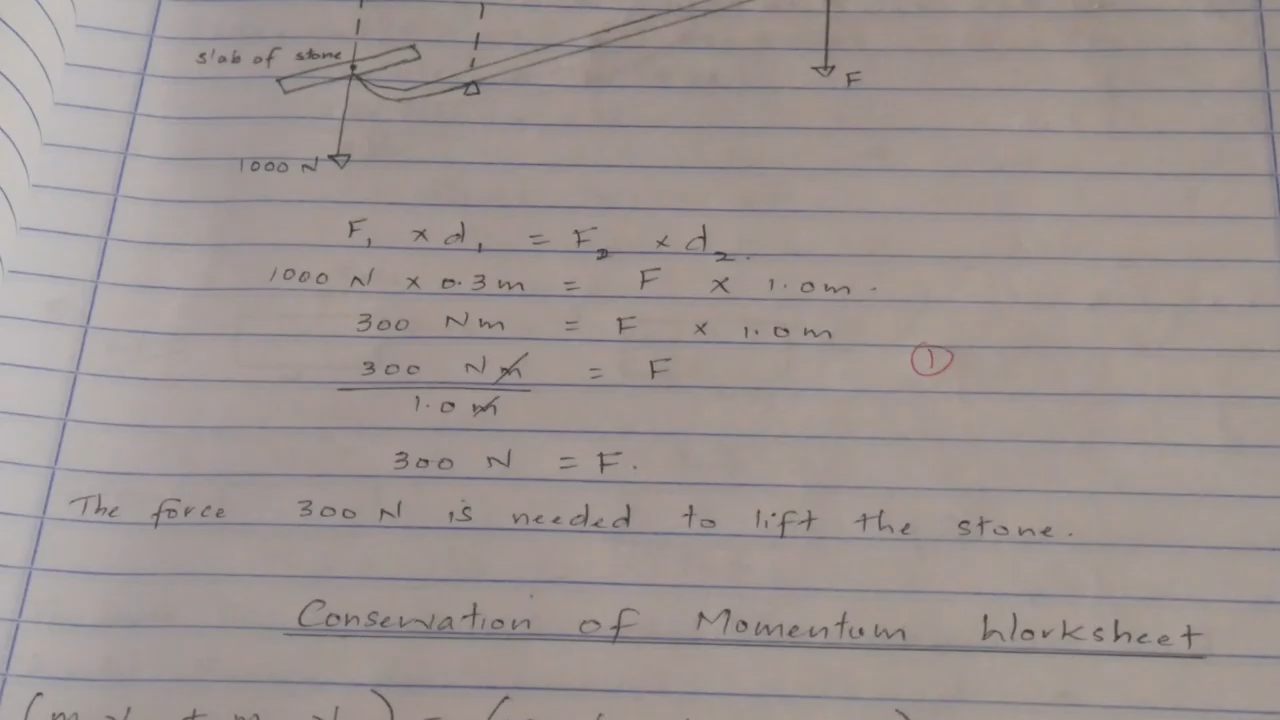 slab of stone
F
1000 N
F₁ × d₁ = F₂ × d₂.
1000 N × 0.3 m = F × 1.0 m.
300 Nm = F × 1.0 m
300 Nm = F
1.0 m
1
300 N = F.
The force 300 N is needed to lift the stone.
Conservation of Momentum Worksheet